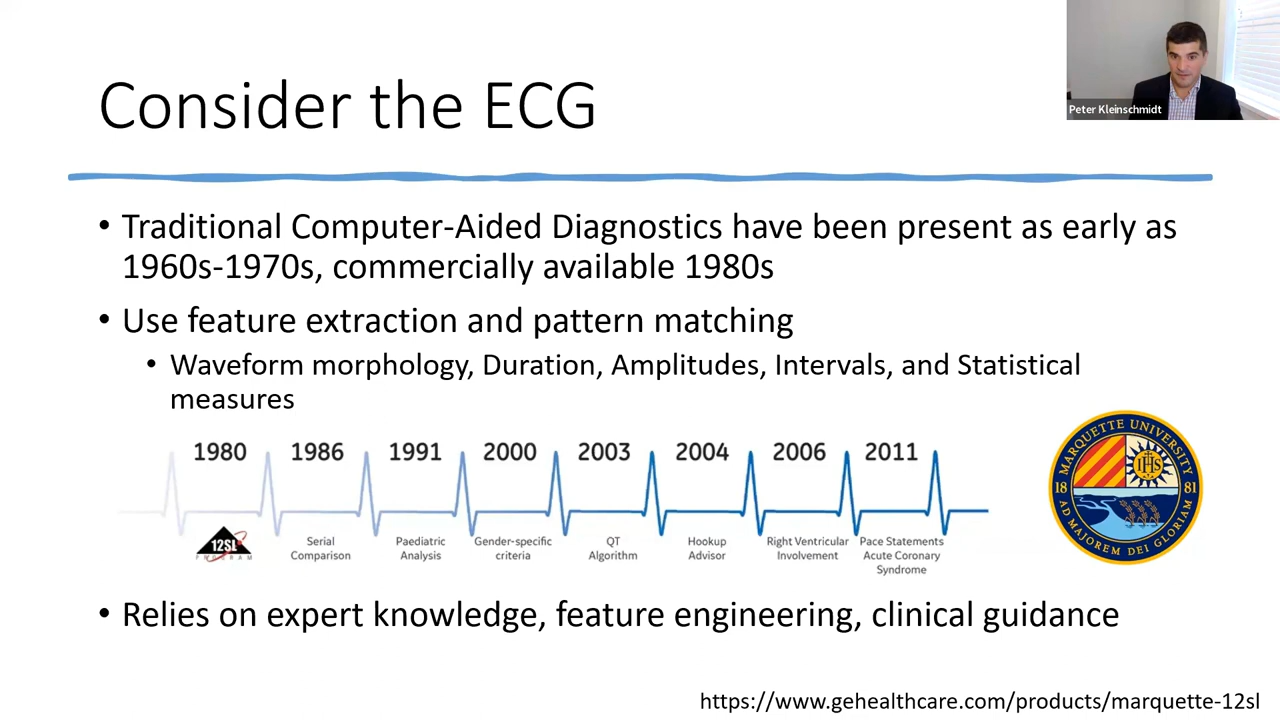 Peter Kleinschmidt
Consider the ECG
• Traditional Computer-Aided Diagnostics have been present as early as
1960s-1970s, commercially available 1980s
• Use feature extraction and pattern matching
• Waveform morphology, Duration, Amplitudes, Intervals, and Statistical
measures
1980 1986 1991 2000 2003 2004 2006 2011
12SL
PROGRAM
Serial
Comparison
Paediatric
Analysis
Gender-specific
criteria
QT
Algorithm
Hookup
Advisor
Right Ventricular
Involvement
Pace Statements
Acute Coronary
Syndrome
MARQUETTE UNIVERSITY
IHS
18 81
AD MAJOREM DEI GLORIAM
• Relies on expert knowledge, feature engineering, clinical guidance
https://www.gehealthcare.com/products/marquette-12sl